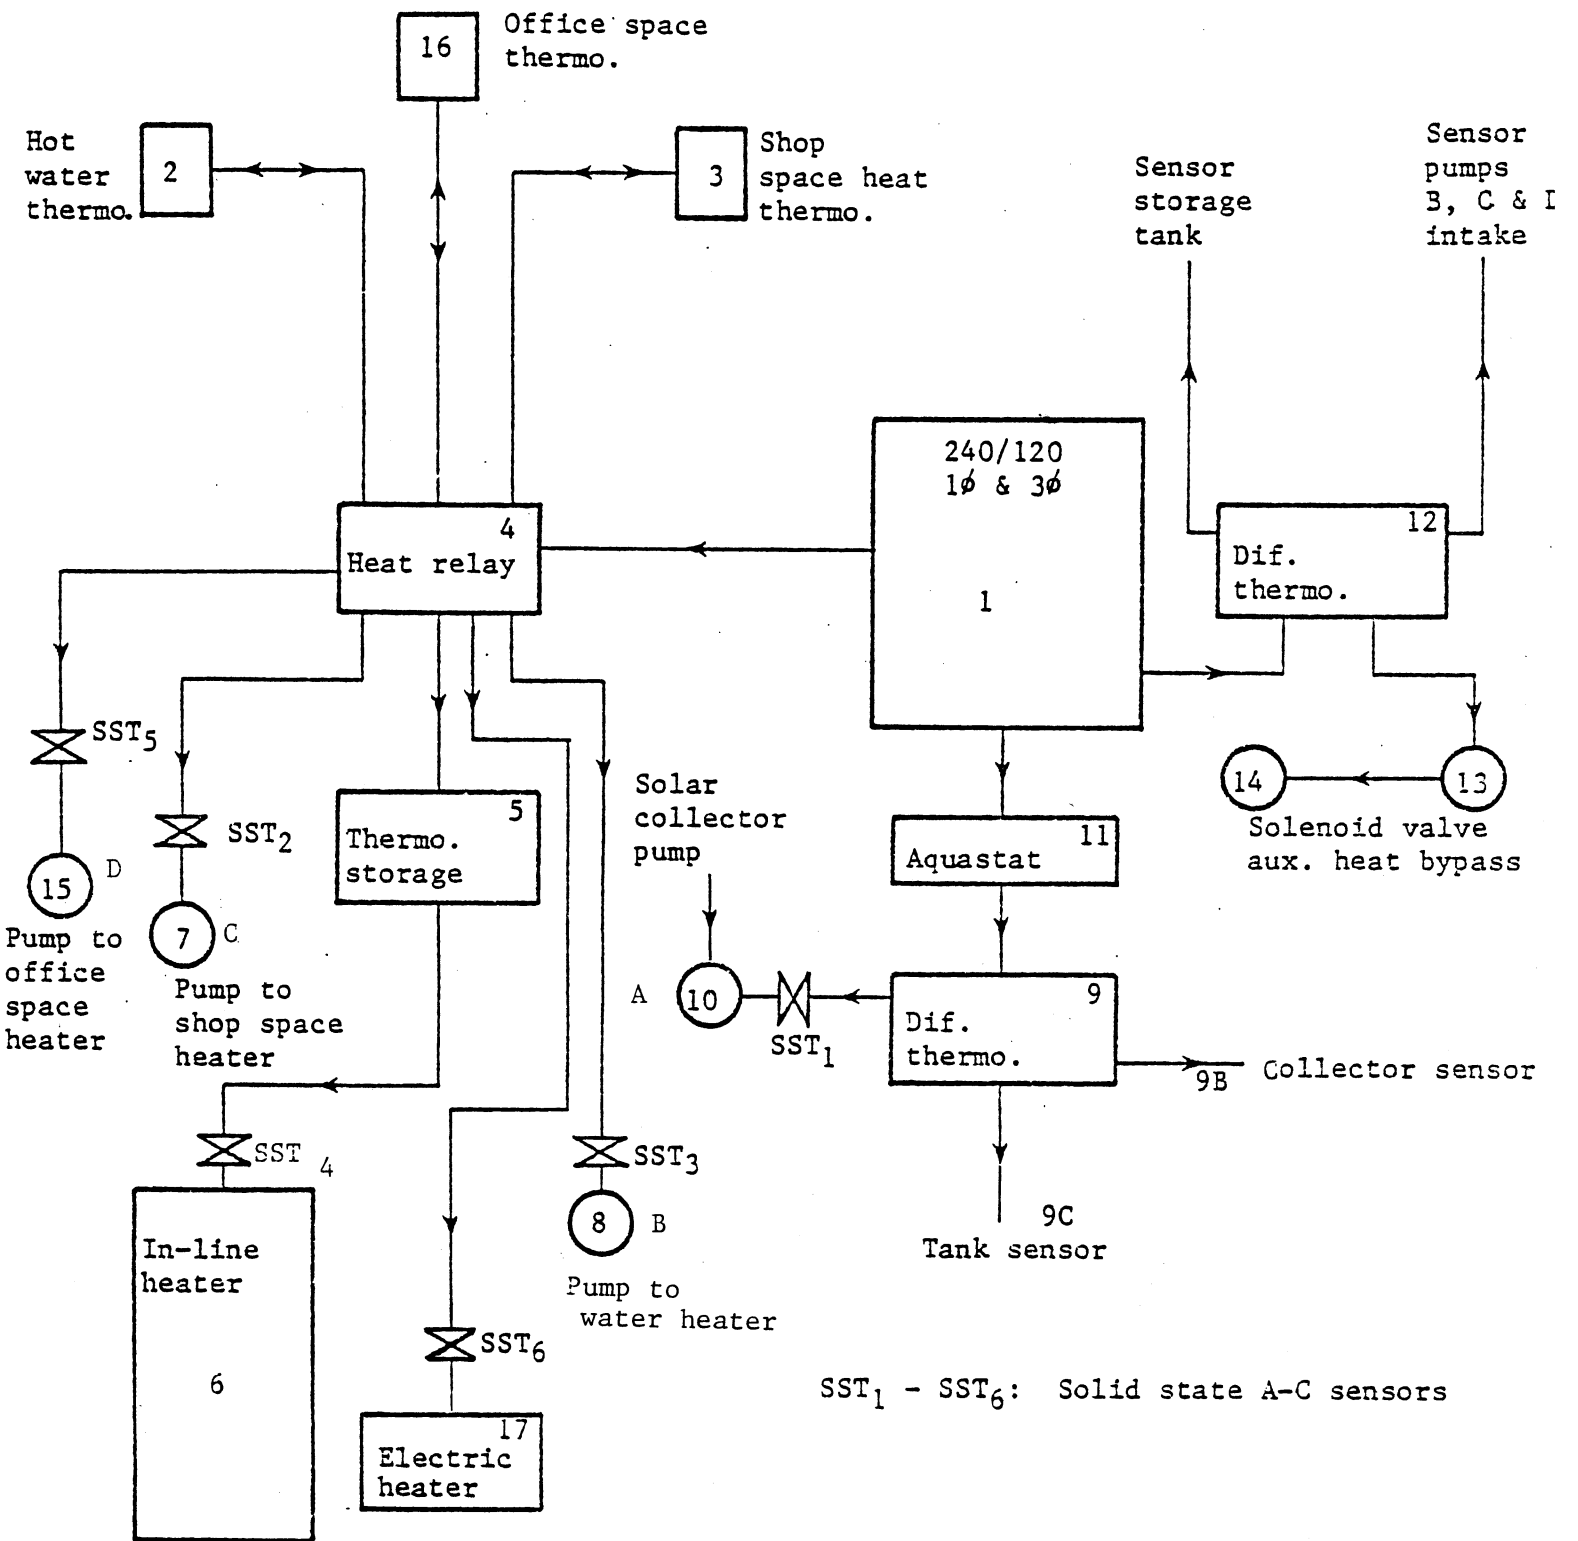 16
Office space
thermo.
Hot
water
thermo.
2
3
Shop
space heat
thermo.
Sensor
storage
tank
Sensor
pumps
B, C & D
intake
240/120
1ø & 3ø
1
4
Heat relay
12
Dif.
thermo.
SST5
SST2
5
Thermo.
storage
Solar
collector
pump
11
Aquastat
14
13
Solenoid valve
aux. heat bypass
15
D
Pump to
office
space
heater
7
C
Pump to
shop space
heater
A
10
SST1
9
Dif.
thermo.
9B
Collector sensor
SST 4
SST3
8
B
Pump to
water heater
9C
Tank sensor
In-line
heater
6
SST6
17
Electric
heater
SST1 - SST6: Solid state A-C sensors